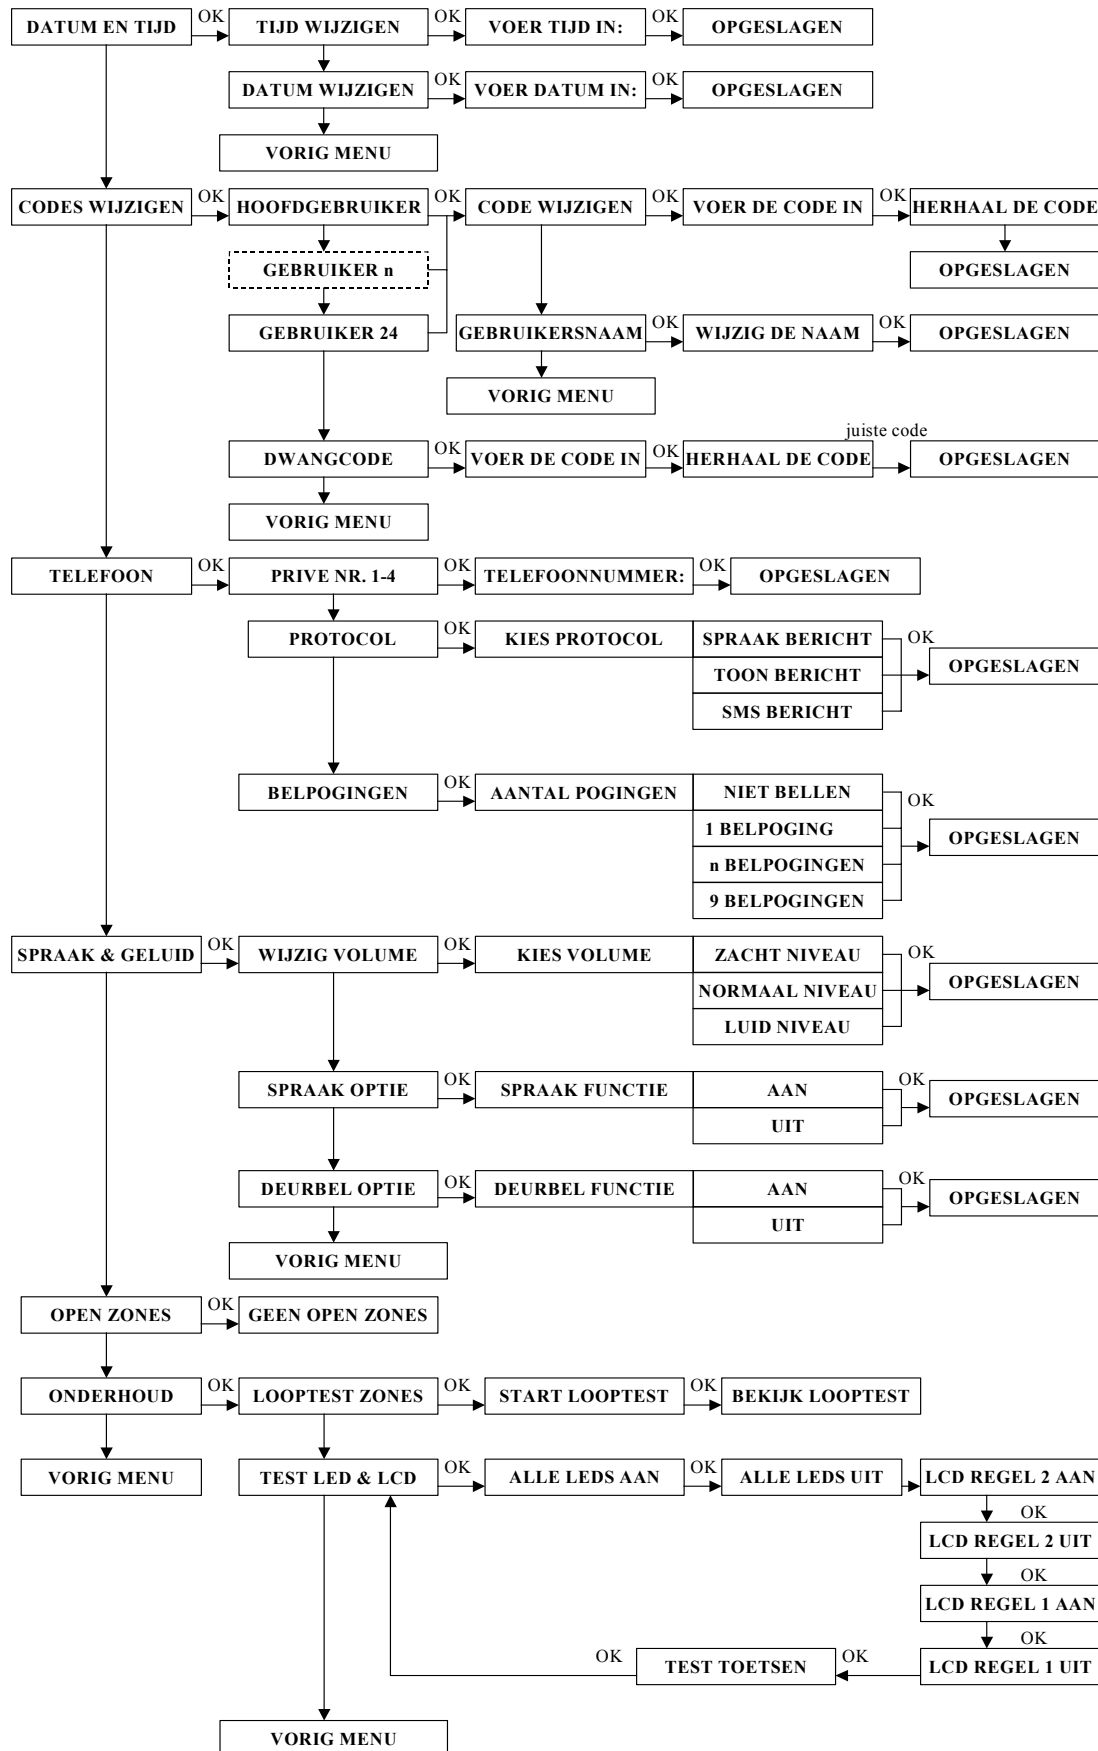 DATUM EN TIJD OK TIJD WIJZIGEN OK VOER TIJD IN: OK OPGESLAGEN
DATUM WIJZIGEN OK VOER DATUM IN: OK OPGESLAGEN
VORIG MENU
CODES WIJZIGEN OK HOOFDGEBRUIKER OK CODE WIJZIGEN OK VOER DE CODE IN OK HERHAAL DE CODE
GEBRUIKER n OPGESLAGEN
GEBRUIKER 24 GEBRUIKERSNAAM OK WIJZIG DE NAAM OK OPGESLAGEN
VORIG MENU
juiste code
DWANGCODE OK VOER DE CODE IN OK HERHAAL DE CODE OPGESLAGEN
VORIG MENU
TELEFOON OK PRIVE NR. 1-4 OK TELEFOONNUMMER: OK OPGESLAGEN
PROTOCOL OK KIES PROTOCOL SPRAAK BERICHT OK
OPGESLAGEN
TOON BERICHT
SMS BERICHT
BELPOGINGEN OK AANTAL POGINGEN NIET BELLEN OK
1 BELPOGING
OPGESLAGEN
n BELPOGINGEN
9 BELPOGINGEN
SPRAAK & GELUID OK WIJZIG VOLUME OK KIES VOLUME ZACHT NIVEAU OK
OPGESLAGEN
NORMAAL NIVEAU
LUID NIVEAU
SPRAAK OPTIE OK SPRAAK FUNCTIE AAN OK
OPGESLAGEN
UIT
DEURBEL OPTIE OK DEURBEL FUNCTIE AAN OK
OPGESLAGEN
UIT
VORIG MENU
OPEN ZONES OK GEEN OPEN ZONES
ONDERHOUD OK LOOPTEST ZONES OK START LOOPTEST OK BEKIJK LOOPTEST
VORIG MENU TEST LED & LCD OK ALLE LEDS AAN OK ALLE LEDS UIT LCD REGEL 2 AAN
OK
LCD REGEL 2 UIT
OK
LCD REGEL 1 AAN
OK
OK TEST TOETSEN OK LCD REGEL 1 UIT
VORIG MENU